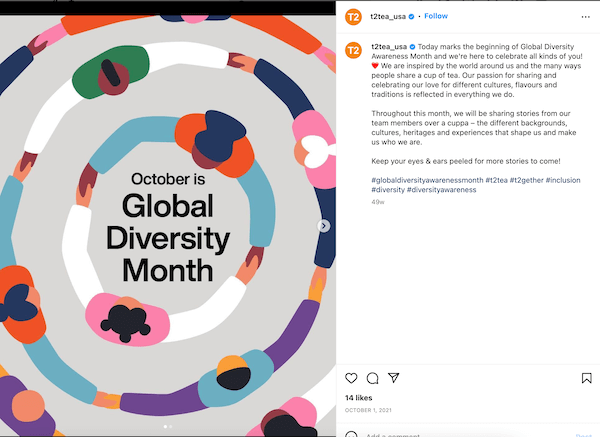 October is
Global
Diversity
Month
T2
t2tea_usa • Follow
T2
t2tea_usa Today marks the beginning of Global Diversity
Awareness Month and we're here to celebrate all kinds of you!
❤️ We are inspired by the world around us and the many ways
people share a cup of tea. Our passion for sharing and
celebrating our love for different cultures, flavours and
traditions is reflected in everything we do.
Throughout this month, we will be sharing stories from our
team members over a cuppa – the different backgrounds,
cultures, heritages and experiences that shape us and make
us who we are.
Keep your eyes & ears peeled for more stories to come!
#globaldiversityawarenessmonth #t2tea #t2gether #inclusion
#diversity #diversityawareness
49w
14 likes
OCTOBER 1, 2021
Add a comment
Post